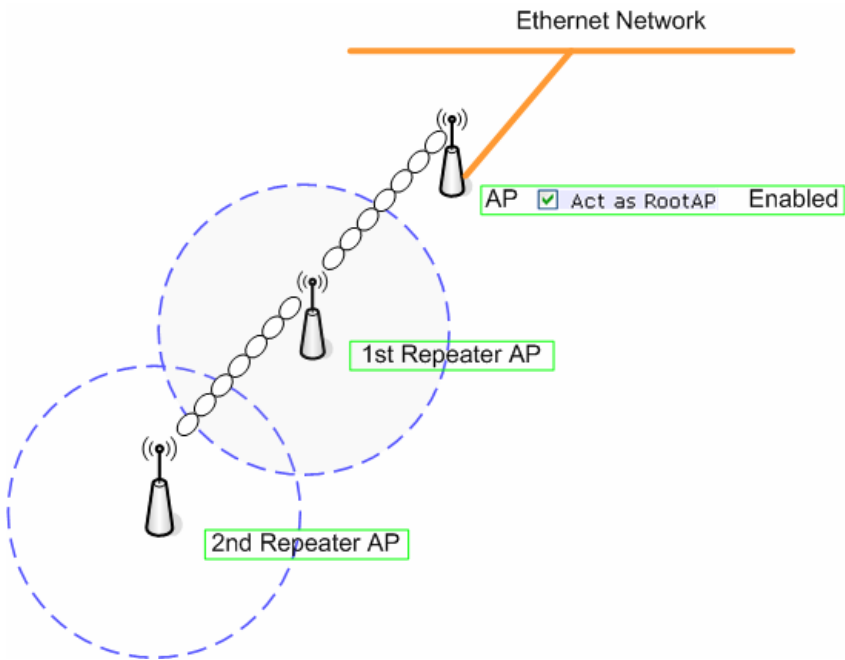 Ethernet Network
AP Act as RootAP Enabled
1st Repeater AP
2nd Repeater AP